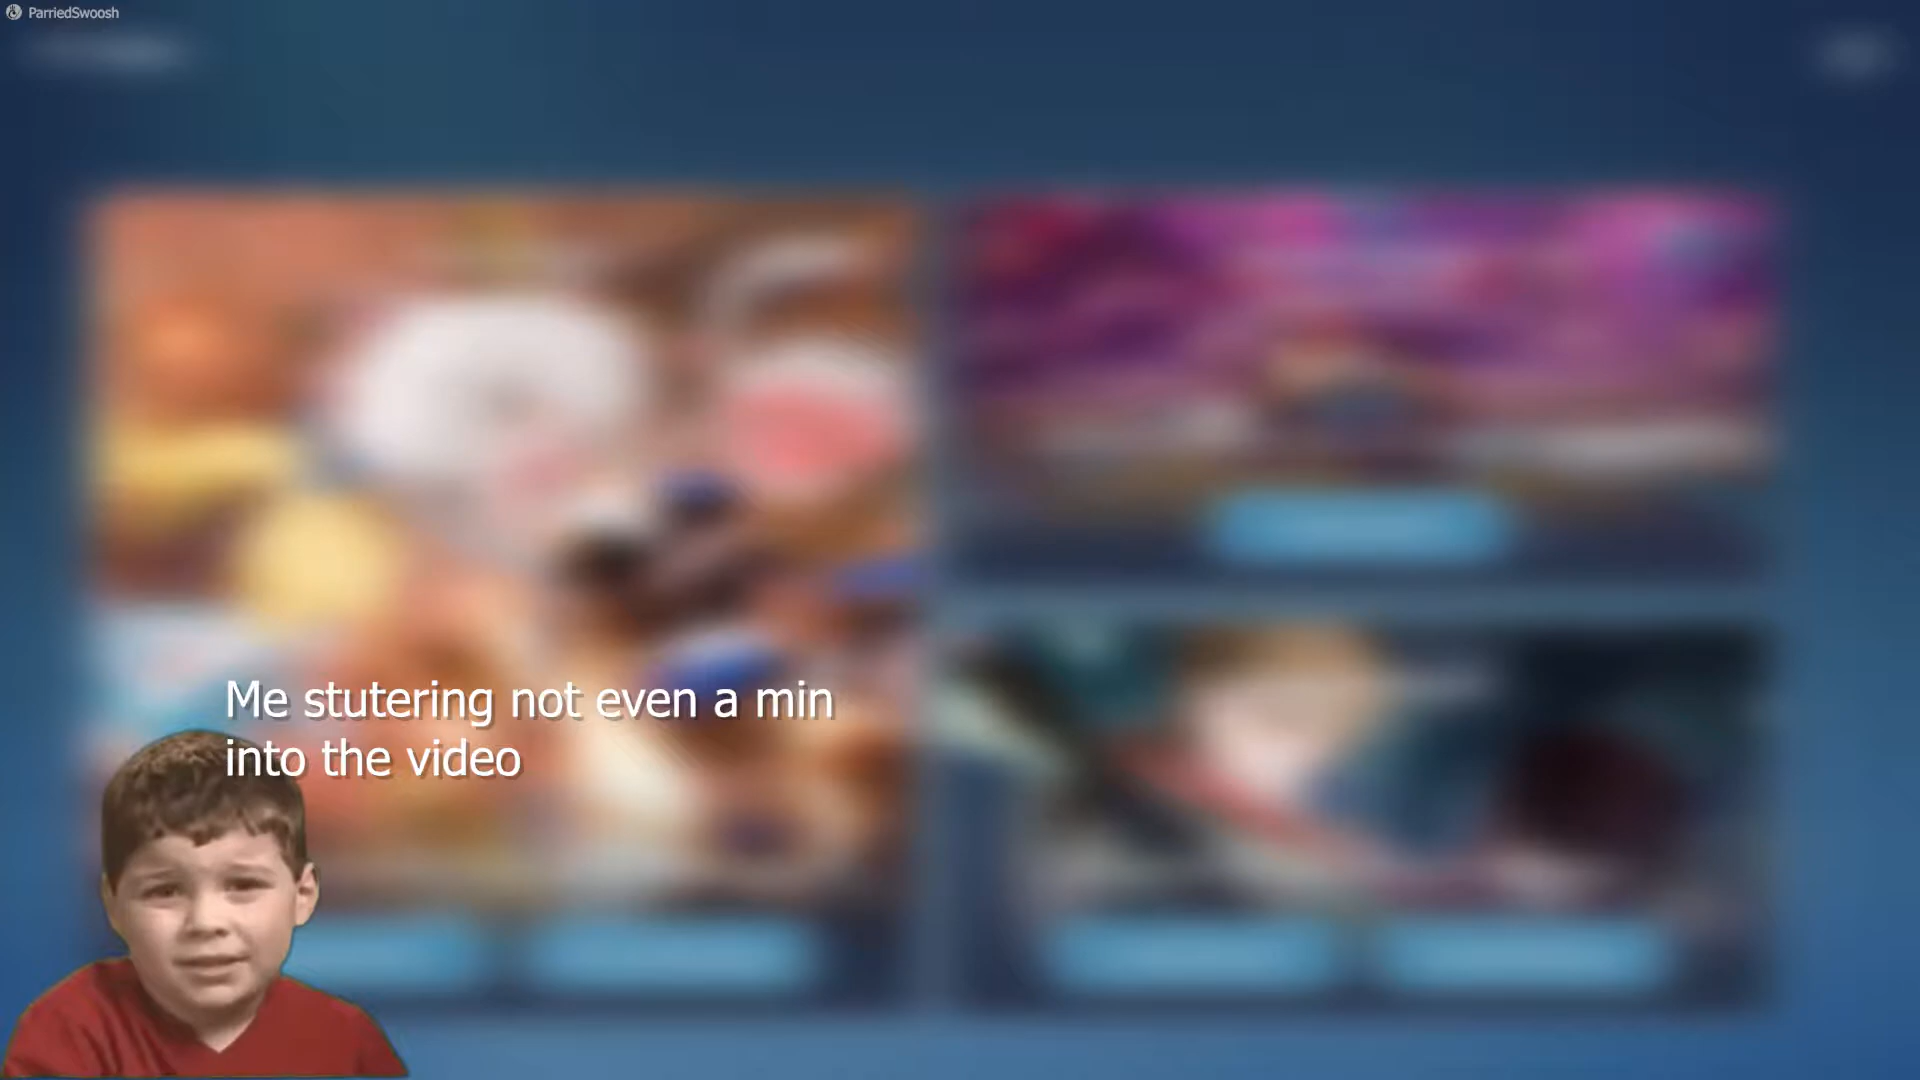 ParriedSwoosh
Me stutering not even a min
into the video